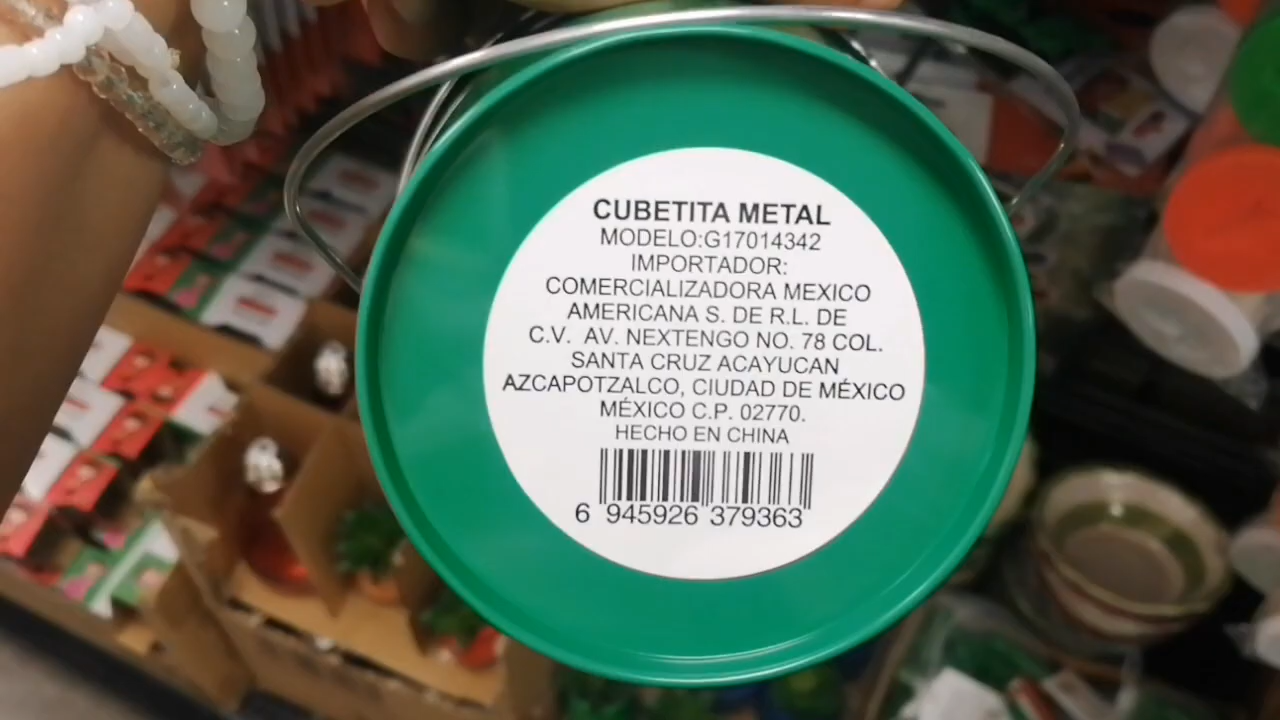 CUBETITA METAL
MODELO:G17014342
IMPORTADOR:
COMERCIALIZADORA MEXICO
AMERICANA S. DE R.L. DE
C.V. AV. NEXTENGO NO. 78 COL.
SANTA CRUZ ACAYUCAN
AZCAPOTZALCO, CIUDAD DE MÉXICO
MÉXICO C.P. 02770.
HECHO EN CHINA
6 945926 379363